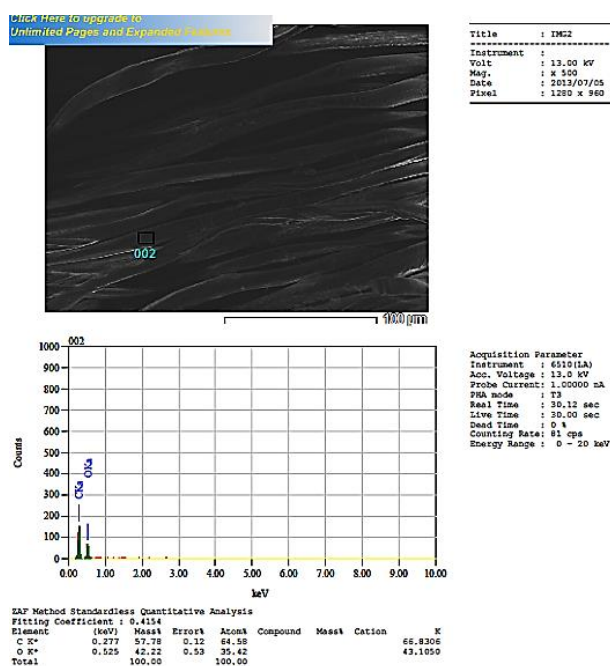 Click Here to upgrade to
Unlimited Pages and Expanded Features
Title : IMG2
Instrument :
Volt : 13.00 kV
Mag. : x 500
Date : 2013/07/05
Pixel : 1280 x 960
002
100 μm
002
1000
900
800
700
600
500
400
300
200
100
0
Counts
CKa
OKa
0.00 1.00 2.00 3.00 4.00 5.00 6.00 7.00 8.00 9.00 10.00
keV
Acquisition Parameter
Instrument : 6510(LA)
Acc. Voltage : 13.0 kV
Probe Current: 1.00000 nA
PHA mode : T3
Real Time : 30.12 sec
Live Time : 30.00 sec
Dead Time : 0 %
Counting Rate: 81 cps
Energy Range : 0 - 20 keV
ZAF Method Standardless Quantitative Analysis
Fitting Coefficient : 0.4154
Element (keV) Mass% Error% Atom% Compound Mass% Cation K
C K* 0.277 57.78 0.12 64.58 66.8306
O K* 0.525 42.22 0.53 35.42 43.1050
Total 100.00 100.00